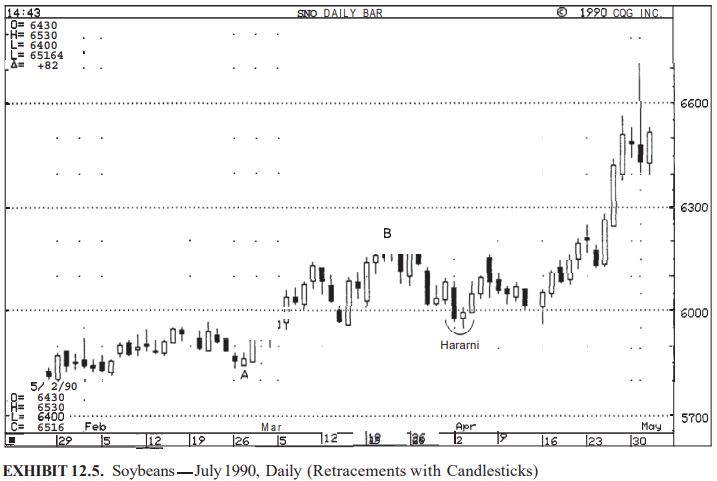 14:43 SNO DAILY BAR © 1990 CQG INC.
O= 6430
H= 6530
L= 6400
L= 65164
Δ= +82
6600
6300
B
6000
Hararni
A
5/ 2/90
O= 6430
H= 6530
L= 6400
C= 6516
5700
Feb Mar Apr May
29 5 12 19 26 5 12 19 26 2 9 16 23 30
EXHIBIT 12.5. Soybeans—July 1990, Daily (Retracements with Candlesticks)